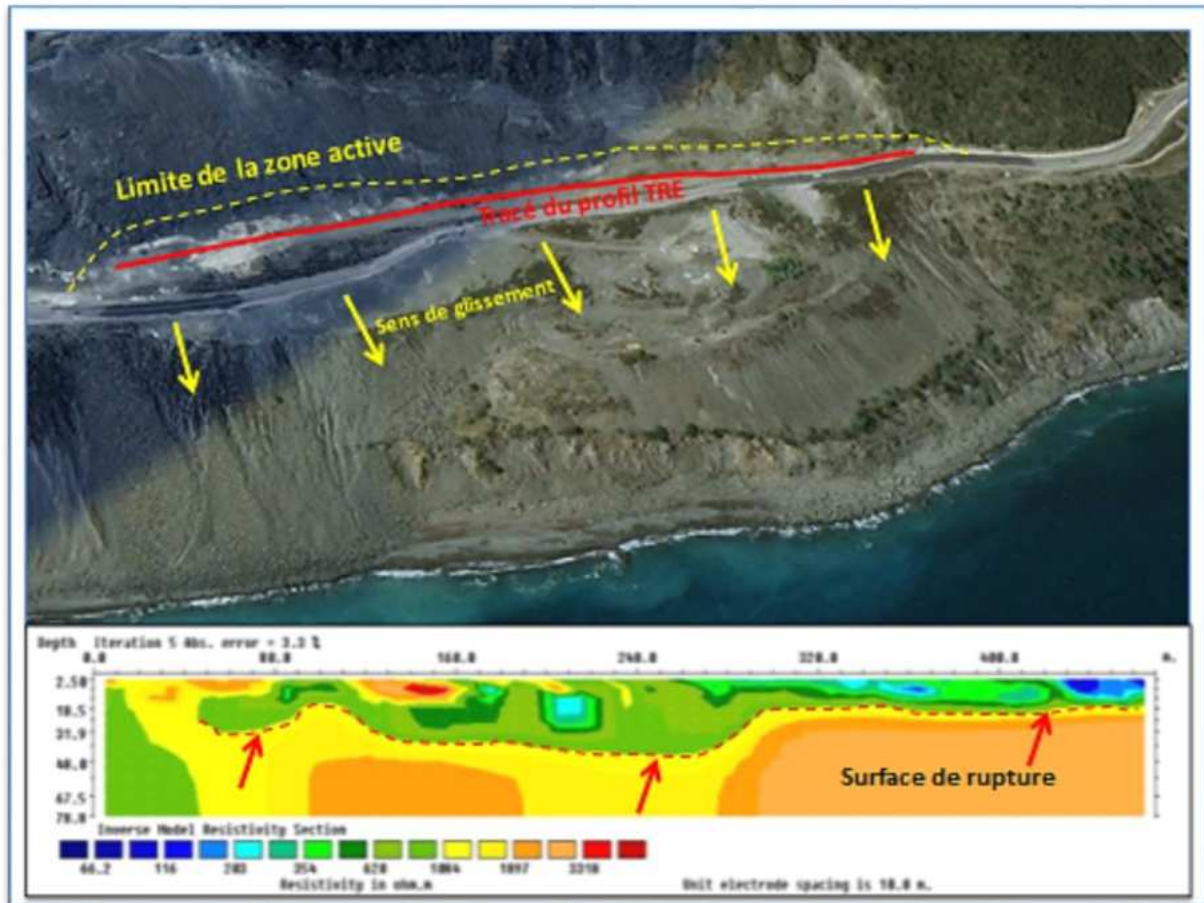 Limite de la zone active
Tracé du profil TRE
Sens de glissement
Depth Iteration 5 Abs. error = 3.3 %
0.0 80.0 160.0 240.0 320.0 400.0 m.
2.50
18.5
31.9
48.0
67.5
78.8
Surface de rupture
Inverse Model Resistivity Section
66.2 116 203 354 620 1084 1897 3318
Resistivity in ohm.m Unit electrode spacing is 10.0 m.